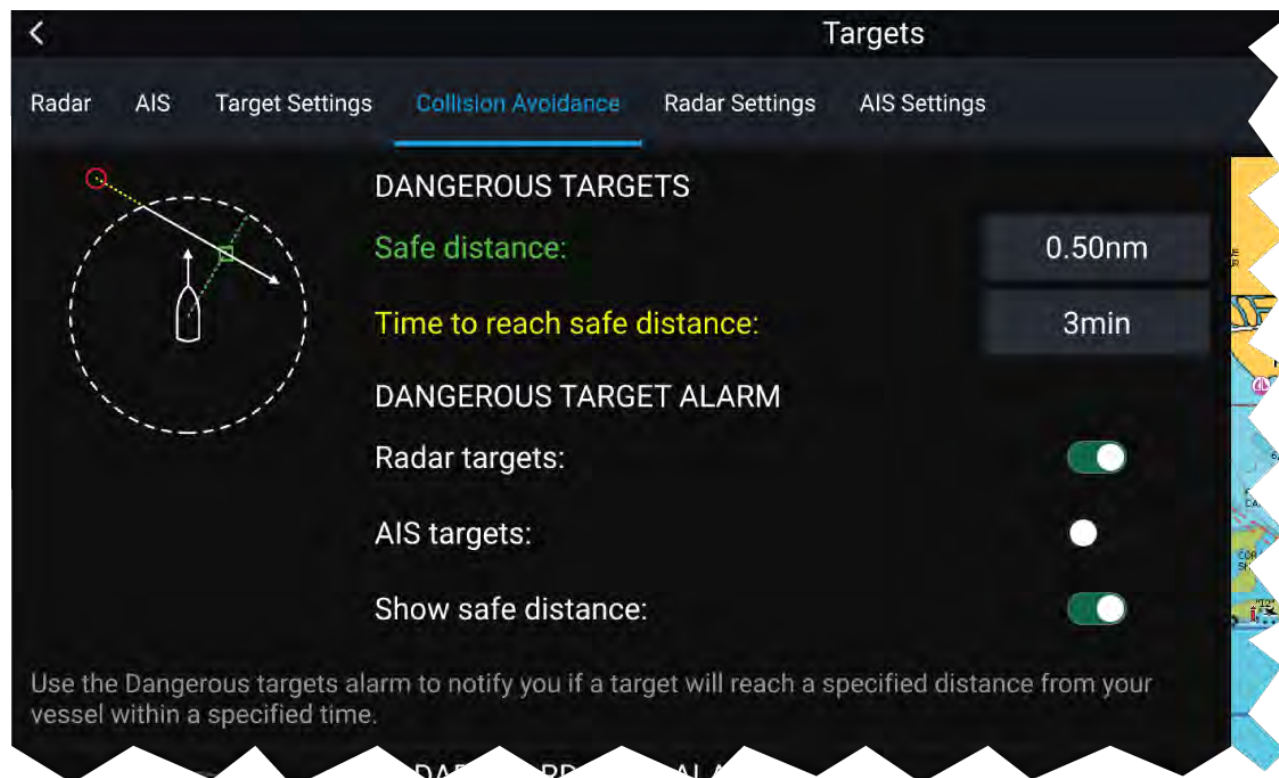 Targets
Radar AIS Target Settings Collision Avoidance Radar Settings AIS Settings
DANGEROUS TARGETS
Safe distance: 0.50nm
Time to reach safe distance: 3min
DANGEROUS TARGET ALARM
Radar targets:
AIS targets:
Show safe distance:
Use the Dangerous targets alarm to notify you if a target will reach a specified distance from your
vessel within a specified time.